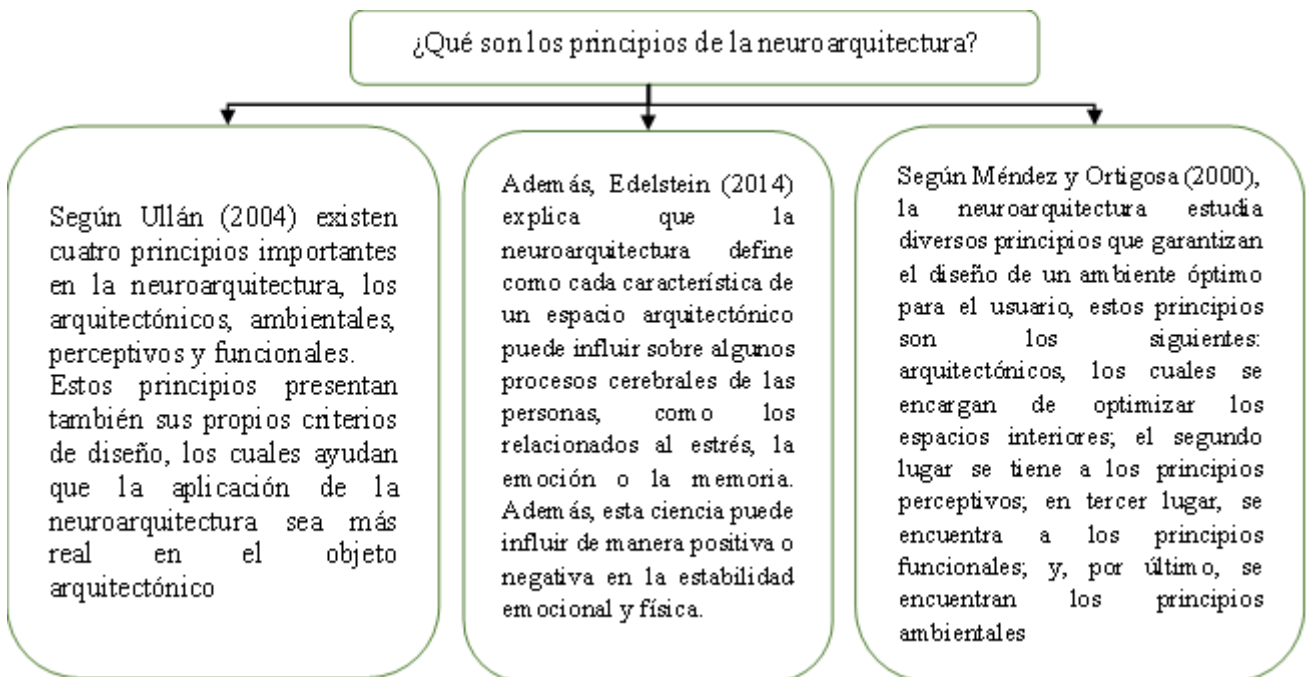 ¿Qué son los principios de la neuroarquitectura?
Según Ullán (2004) existen
cuatro principios importantes
en la neuroarquitectura, los
arquitectónicos, ambientales,
perceptivos y funcionales.
Estos principios presentan
también sus propios criterios
de diseño, los cuales ayudan
que la aplicación de la
neuroarquitectura sea más
real en el objeto
arquitectónico
Además, Edelstein (2014)
explica que la
neuroarquitectura define
como cada característica de
un espacio arquitectónico
puede influir sobre algunos
procesos cerebrales de las
personas, como los
relacionados al estrés, la
emoción o la memoria.
Además, esta ciencia puede
influir de manera positiva o
negativa en la estabilidad
emocional y física.
Según Méndez y Ortigosa (2000),
la neuroarquitectura estudia
diversos principios que garantizan
el diseño de un ambiente óptimo
para el usuario, estos principios
son los siguientes:
arquitectónicos, los cuales se
encargan de optimizar los
espacios interiores; el segundo
lugar se tiene a los principios
perceptivos; en tercer lugar, se
encuentra a los principios
funcionales; y, por último, se
encuentran los principios
ambientales